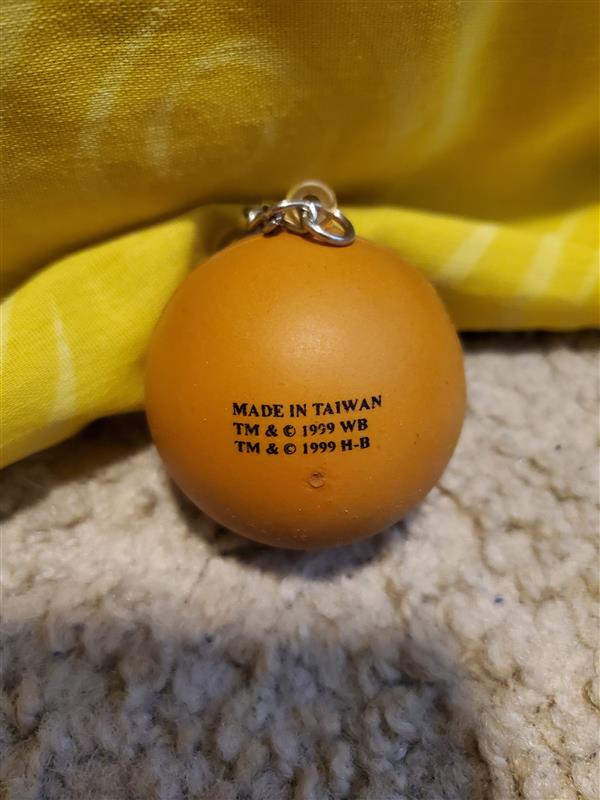 MADE IN TAIWAN
TM & © 1999 WB
TM & © 1999 H-B